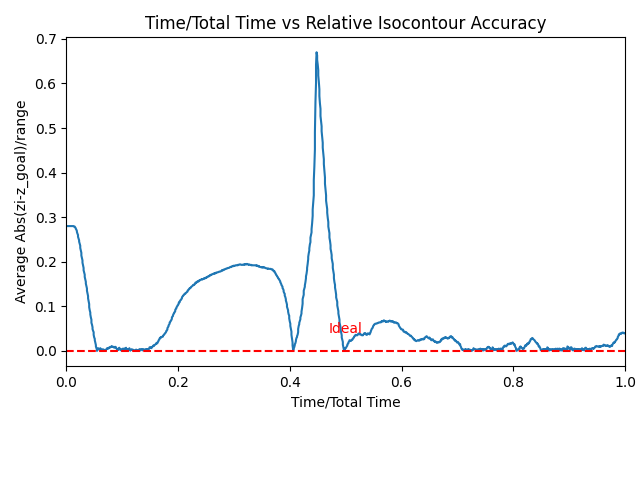 Time/Total Time vs Relative Isocontour Accuracy
0.7
0.6
0.5
0.4
0.3
0.2
0.1
0.0
Average Abs(zi-z_goal)/range
Ideal
0.0 0.2 0.4 0.6 0.8 1.0
Time/Total Time